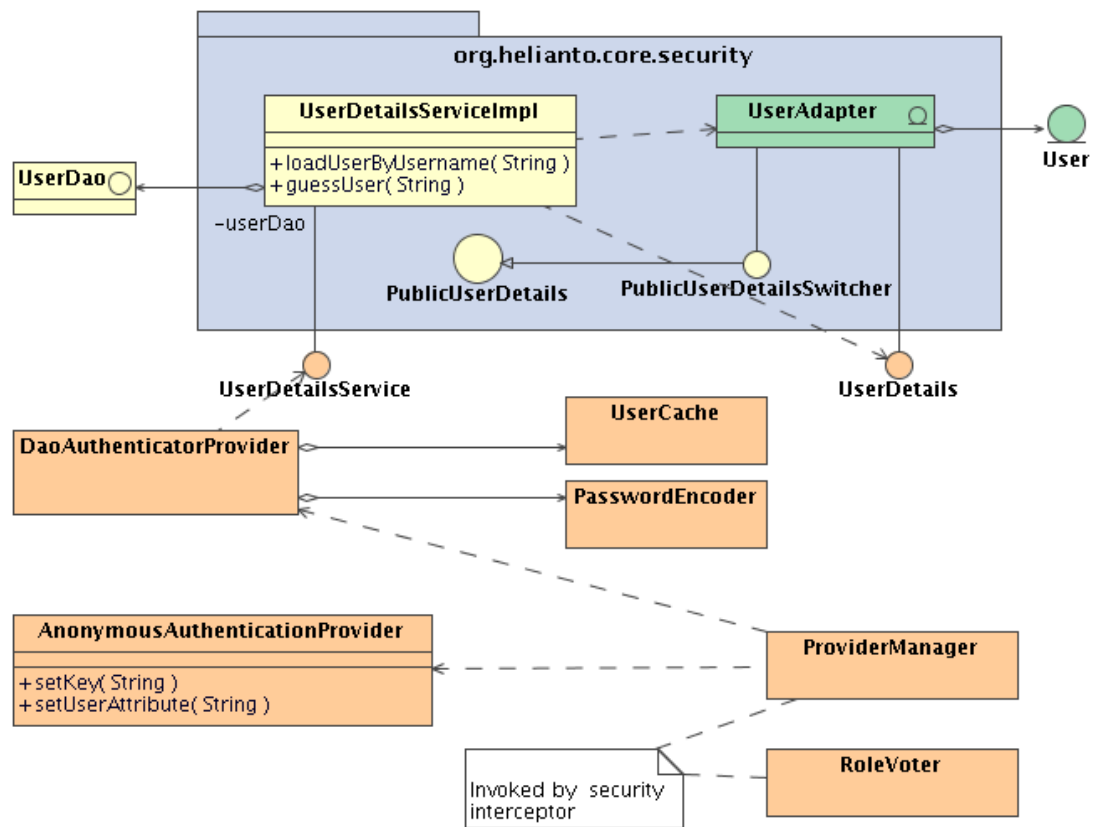 org.helianto.core.security
UserDetailsServiceImpl
+loadUserByUsername( String )
+guessUser( String )
UserAdapter
User
UserDao
-userDao
PublicUserDetails
PublicUserDetailsSwitcher
UserDetailsService
UserDetails
DaoAuthenticatorProvider
UserCache
PasswordEncoder
AnonymousAuthenticationProvider
+setKey( String )
+setUserAttribute( String )
ProviderManager
Invoked by security
interceptor
RoleVoter